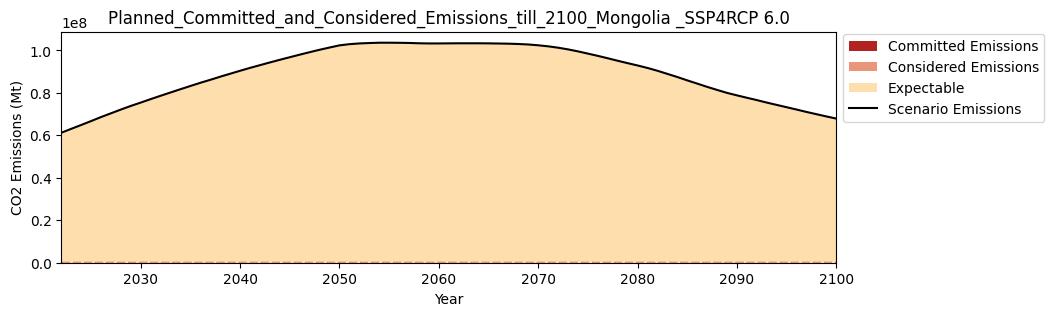 Planned_Committed_and_Considered_Emissions_till_2100_Mongolia _SSP4RCP 6.0
1e8
1.0
0.8
0.6
0.4
0.2
0.0
CO2 Emissions (Mt)
2030 2040 2050 2060 2070 2080 2090 2100
Year
Committed Emissions
Considered Emissions
Expectable
Scenario Emissions